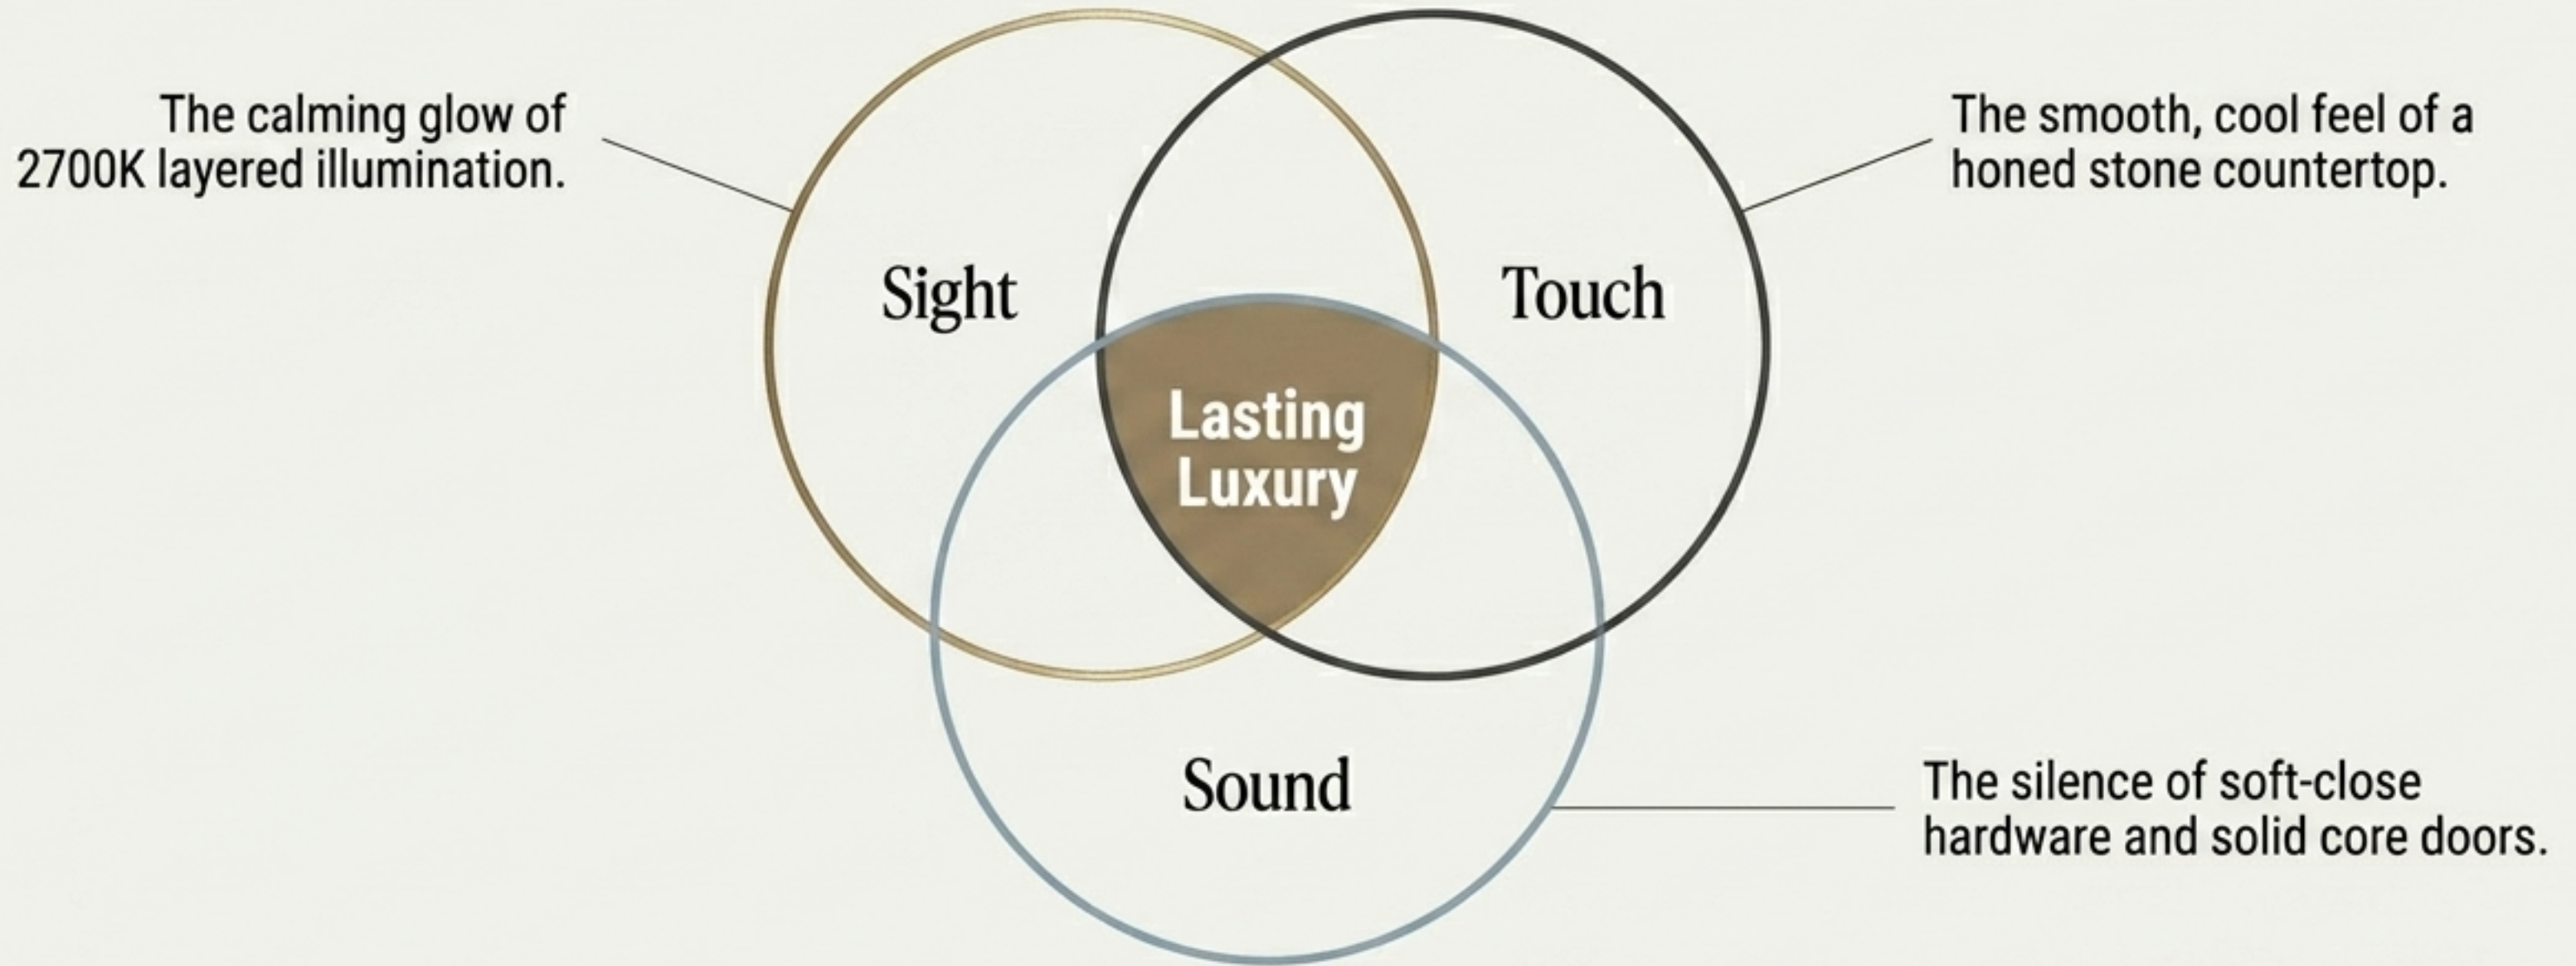 The calming glow of
2700K layered illumination.
The smooth, cool feel of a
honed stone countertop.
Sight
Touch
Lasting
Luxury
Sound
The silence of soft-close
hardware and solid core doors.